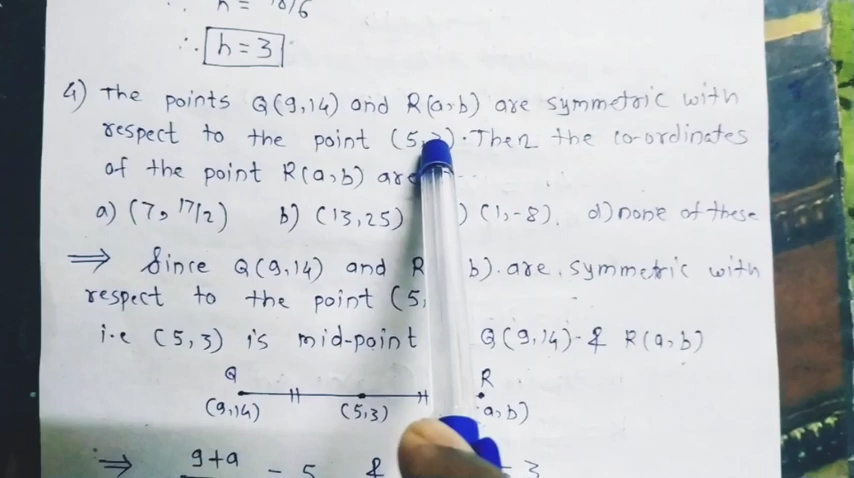 ∴ h = 18/6
∴ h = 3
4) The points Q(9,14) and R(a,b) are symmetric with
respect to the point (5, ). Then the co-ordinates
of the point R(a,b) are
a) (7, 17/2) b) (13,25) ) (1,-8). d) none of these
⇒ Since Q(9,14) and R b). are symmetric with
respect to the point (5,
i.e (5,3) is mid-point Q(9,14) & R(a,b)
Q R
(9,14) (5,3) a,b)
⇒ 9+a = 5 & = 3